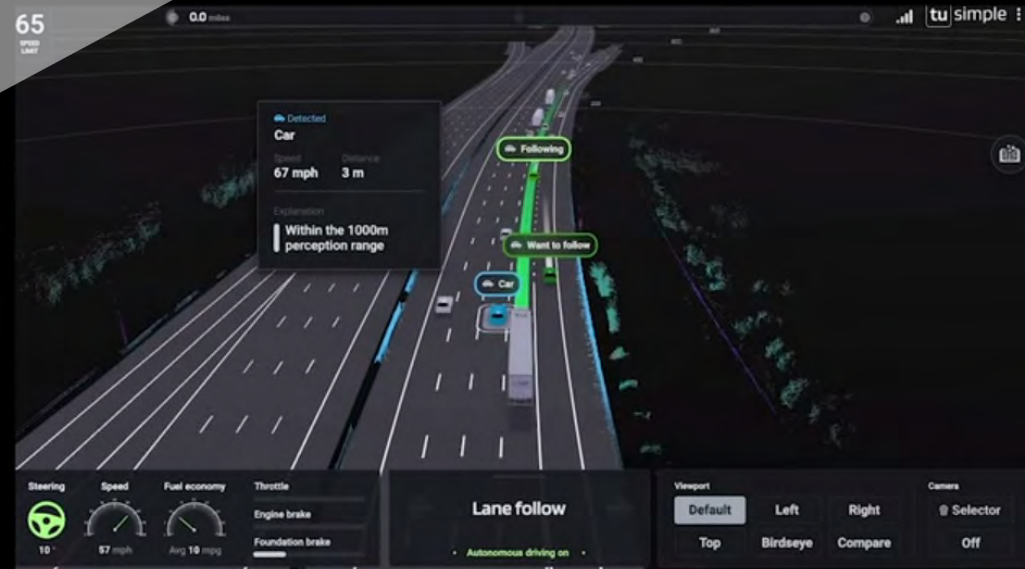 65
SPEED
LIMIT
0.0 miles
tu simple
Detected
Car
Speed
Distance
67 mph
3 m
Explanation
Within the 1000m
perception range
Following
Want to follow
Car
Steering
Speed
Fuel economy
10 °
57 mph
Avg 10 mpg
Throttle
Engine brake
Foundation brake
Lane follow
Autonomous driving on
Viewport
Default
Left
Right
Top
Birdseye
Compare
Camera
Selector
Off